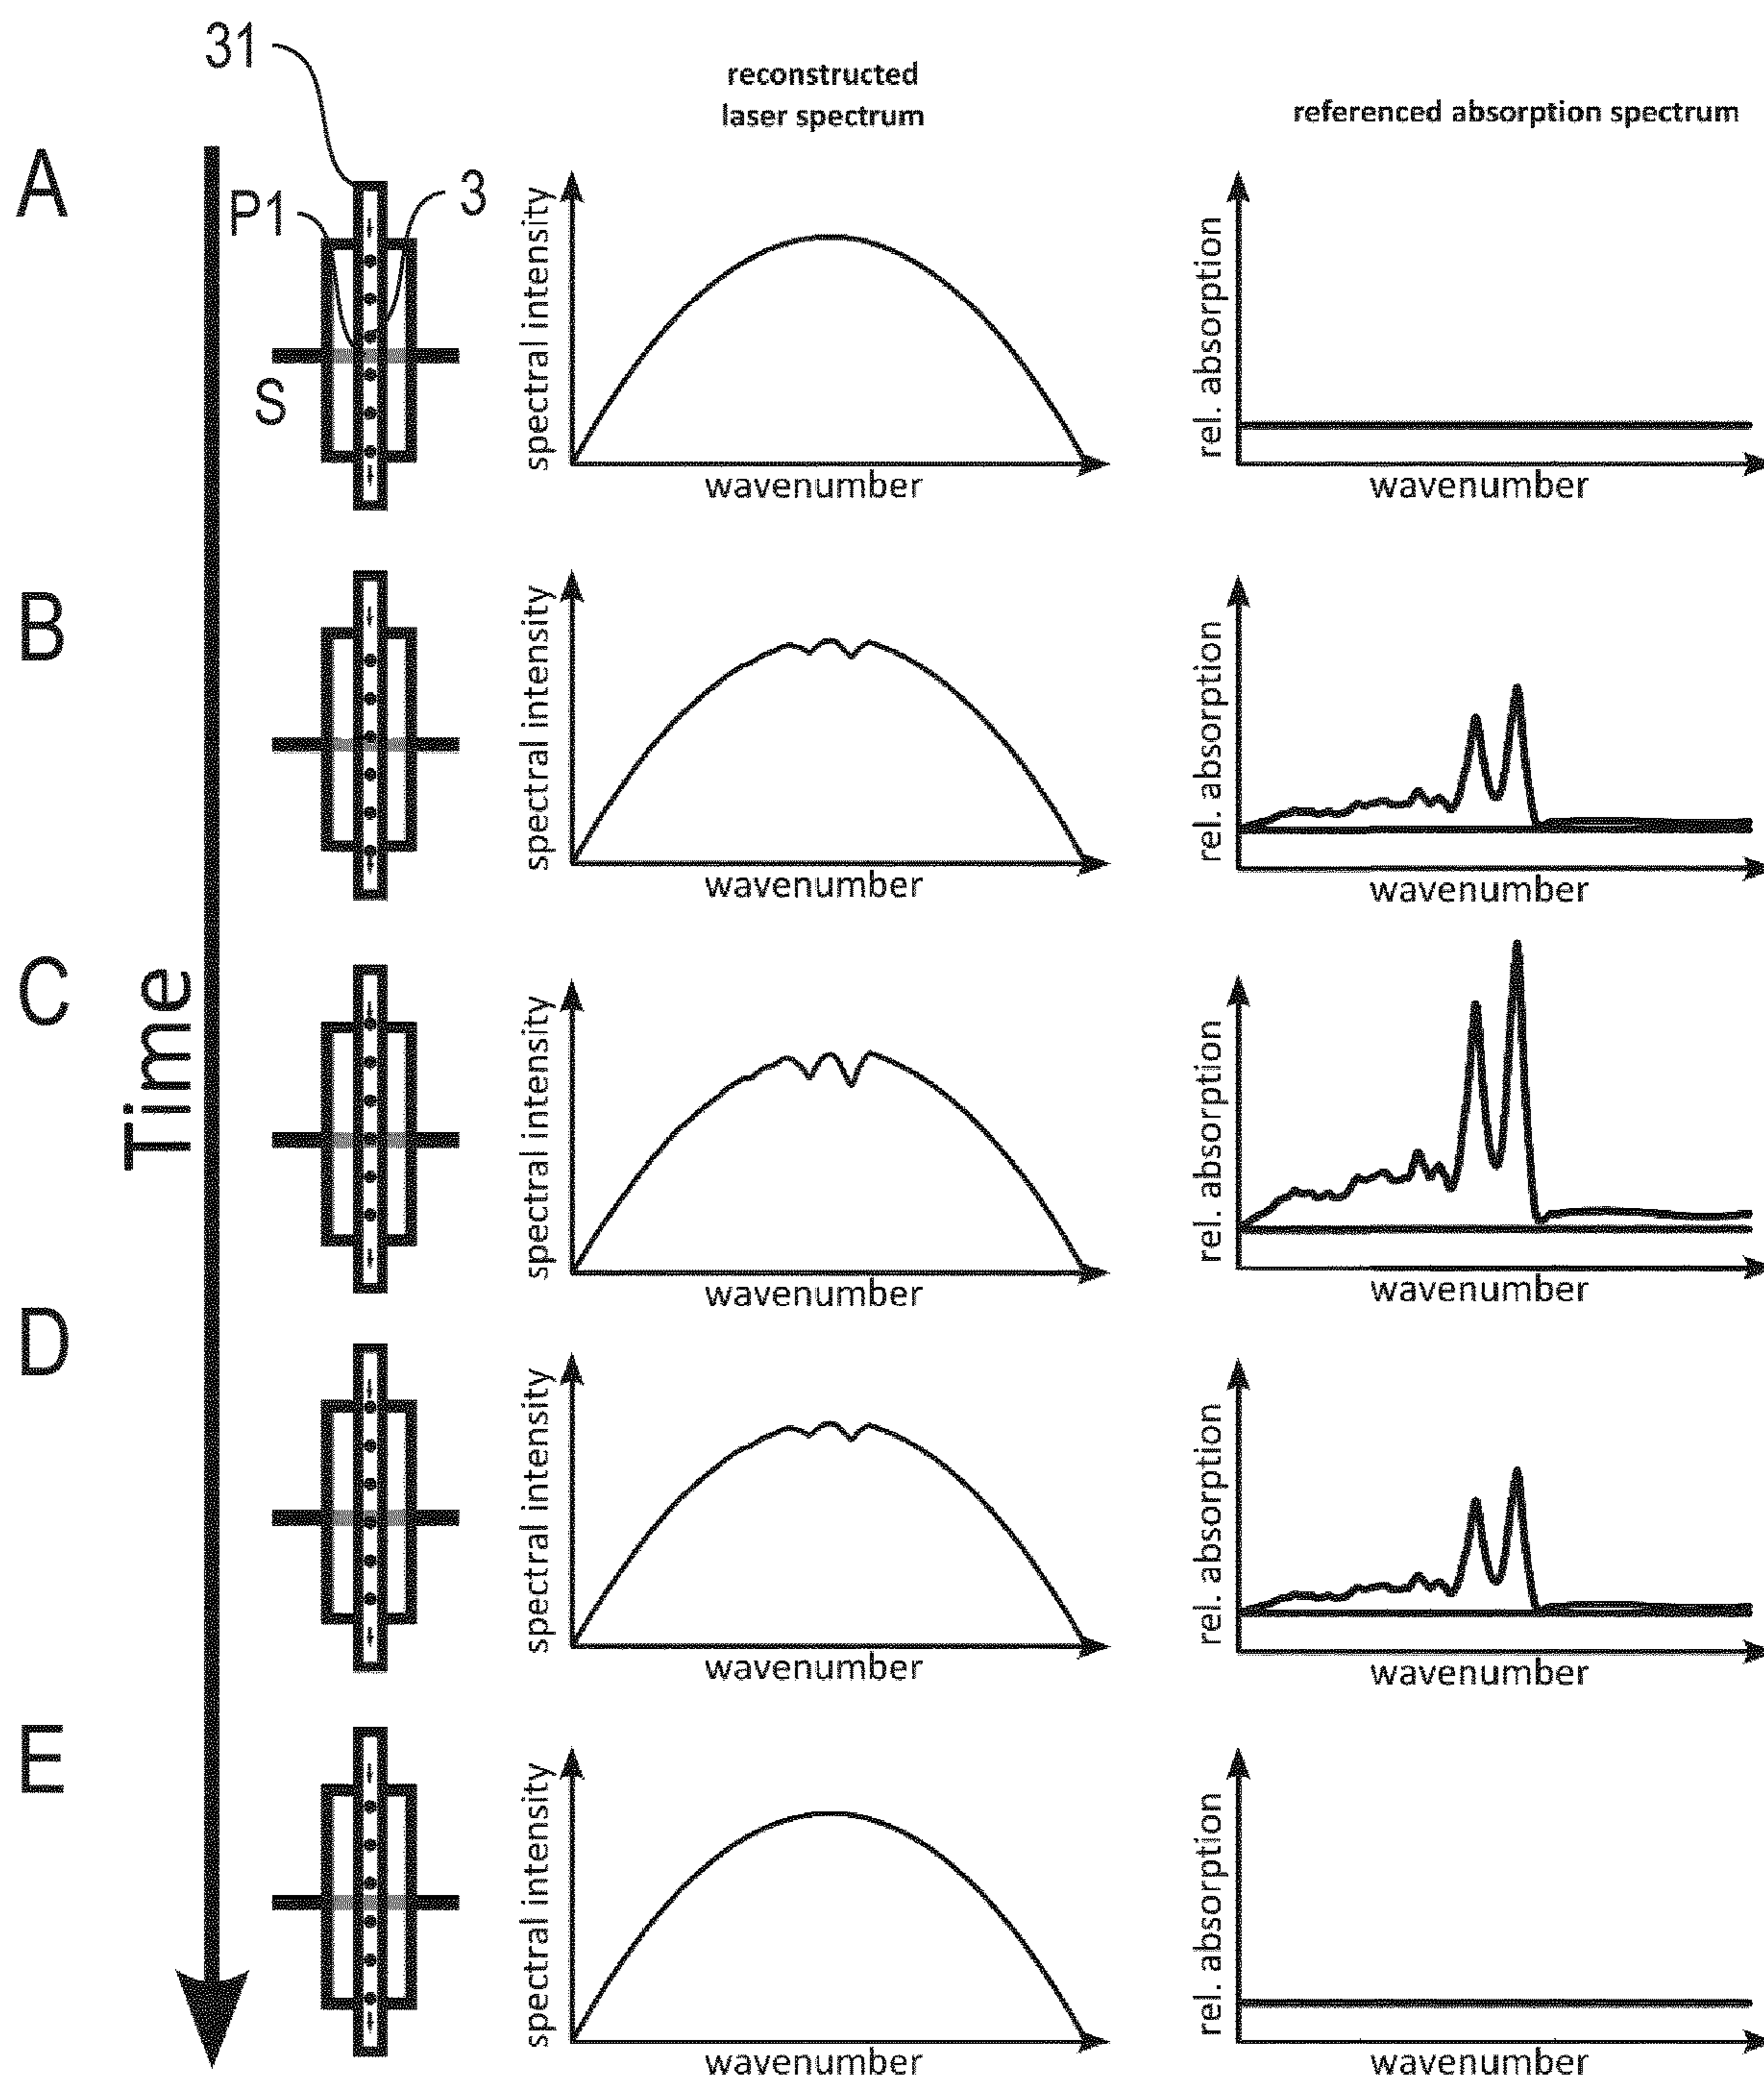 31
reconstructed
laser spectrum
referenced absorption spectrum
A
P1
3
S
spectral intensity
wavenumber
rel. absorption
wavenumber
B
spectral intensity
wavenumber
rel. absorption
wavenumber
C
Time
spectral intensity
wavenumber
rel. absorption
wavenumber
D
spectral intensity
wavenumber
rel. absorption
wavenumber
E
spectral intensity
wavenumber
rel. absorption
wavenumber